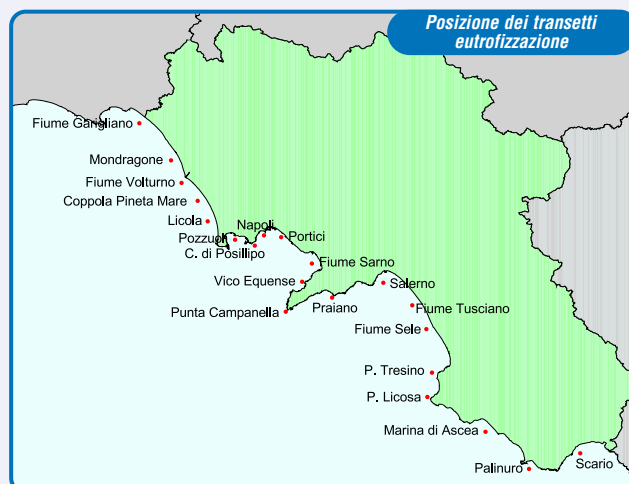 Posizione dei transetti
eutrofizzazione
Fiume Garigliano
Mondragone
Fiume Volturno
Coppola Pineta Mare
Licola
Napoli
Pozzuoli
Portici
C. di Posillipo
Fiume Sarno
Vico Equense
Salerno
Praiano
Punta Campanella
Fiume Tusciano
Fiume Sele
P. Tresino
P. Licosa
Marina di Ascea
Scario
Palinuro